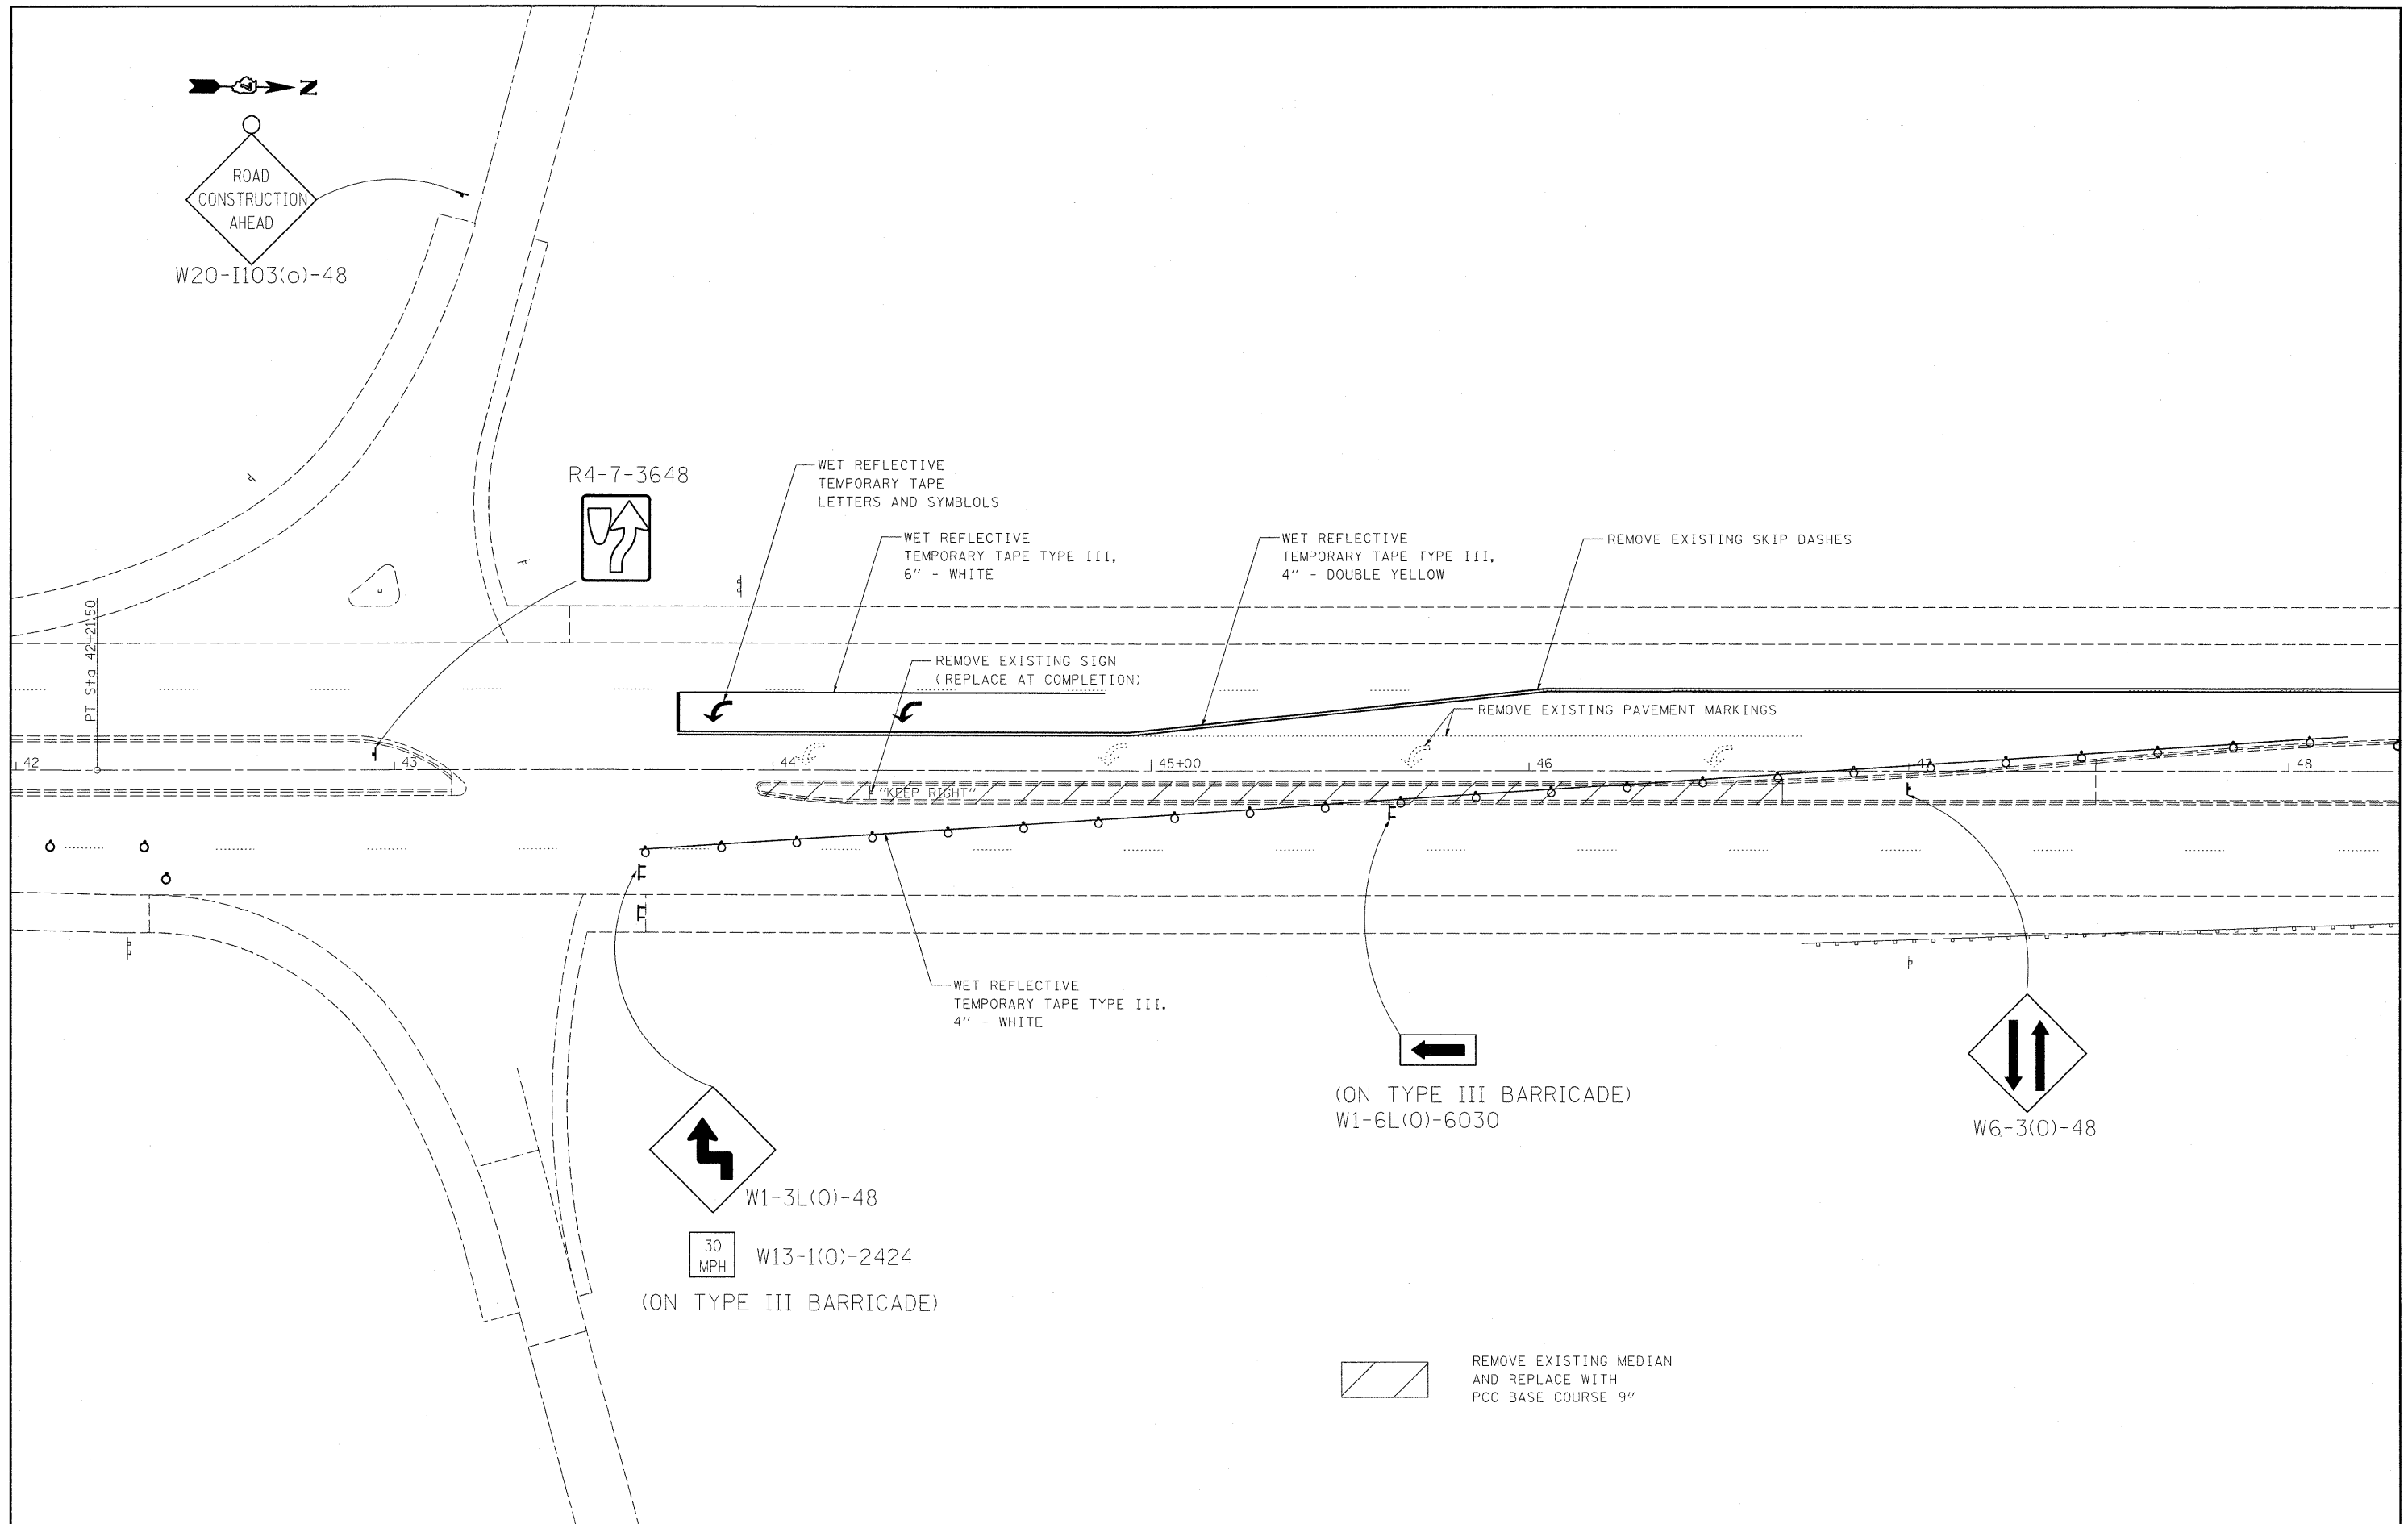 N
ROAD
CONSTRUCTION
AHEAD
W20-I103(o)-48
R4-7-3648
WET REFLECTIVE
TEMPORARY TAPE
LETTERS AND SYMBLOLS
WET REFLECTIVE
TEMPORARY TAPE TYPE III,
6" - WHITE
WET REFLECTIVE
TEMPORARY TAPE TYPE III,
4" - DOUBLE YELLOW
REMOVE EXISTING SKIP DASHES
PT Sta 42+21.50
REMOVE EXISTING SIGN
(REPLACE AT COMPLETION)
REMOVE EXISTING PAVEMENT MARKINGS
42
43
44
45+00
46
47
48
"KEEP RIGHT"
WET REFLECTIVE
TEMPORARY TAPE TYPE III,
4" - WHITE
(ON TYPE III BARRICADE)
W1-6L(O)-6030
W6-3(O)-48
W1-3L(O)-48
30
MPH
W13-1(O)-2424
(ON TYPE III BARRICADE)
REMOVE EXISTING MEDIAN
AND REPLACE WITH
PCC BASE COURSE 9"